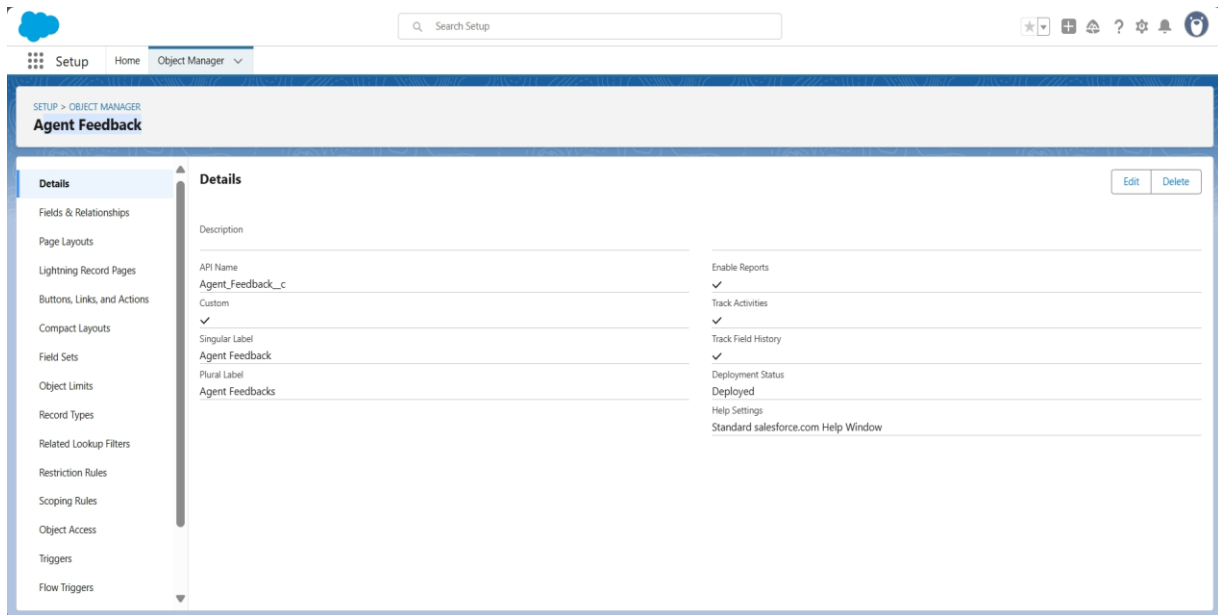 Search Setup
Setup
Home
Object Manager
SETUP > OBJECT MANAGER
Agent Feedback
Details
Fields & Relationships
Page Layouts
Lightning Record Pages
Buttons, Links, and Actions
Compact Layouts
Field Sets
Object Limits
Record Types
Related Lookup Filters
Restriction Rules
Scoping Rules
Object Access
Triggers
Flow Triggers
Details
Edit
Delete
Description
API Name
Agent_Feedback__c
Custom
Singular Label
Agent Feedback
Plural Label
Agent Feedbacks
Enable Reports
Track Activities
Track Field History
Deployment Status
Deployed
Help Settings
Standard salesforce.com Help Window